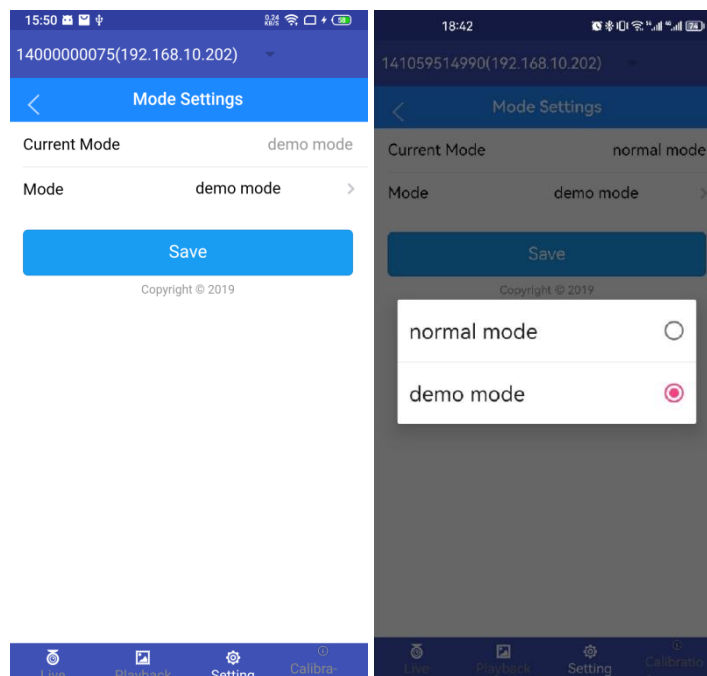 15:50
0.24
KB/S
58
14000000075(192.168.10.202)
Mode Settings
Current Mode
demo mode
Mode
demo mode
Save
Copyright © 2019
Live
Playback
Setting
Calibra-
18:42
74
141059514990(192.168.10.202)
Mode Settings
Current Mode
normal mode
Mode
demo mode
Save
Copyright © 2019
normal mode
demo mode
Live
Playback
Setting
Calibratio